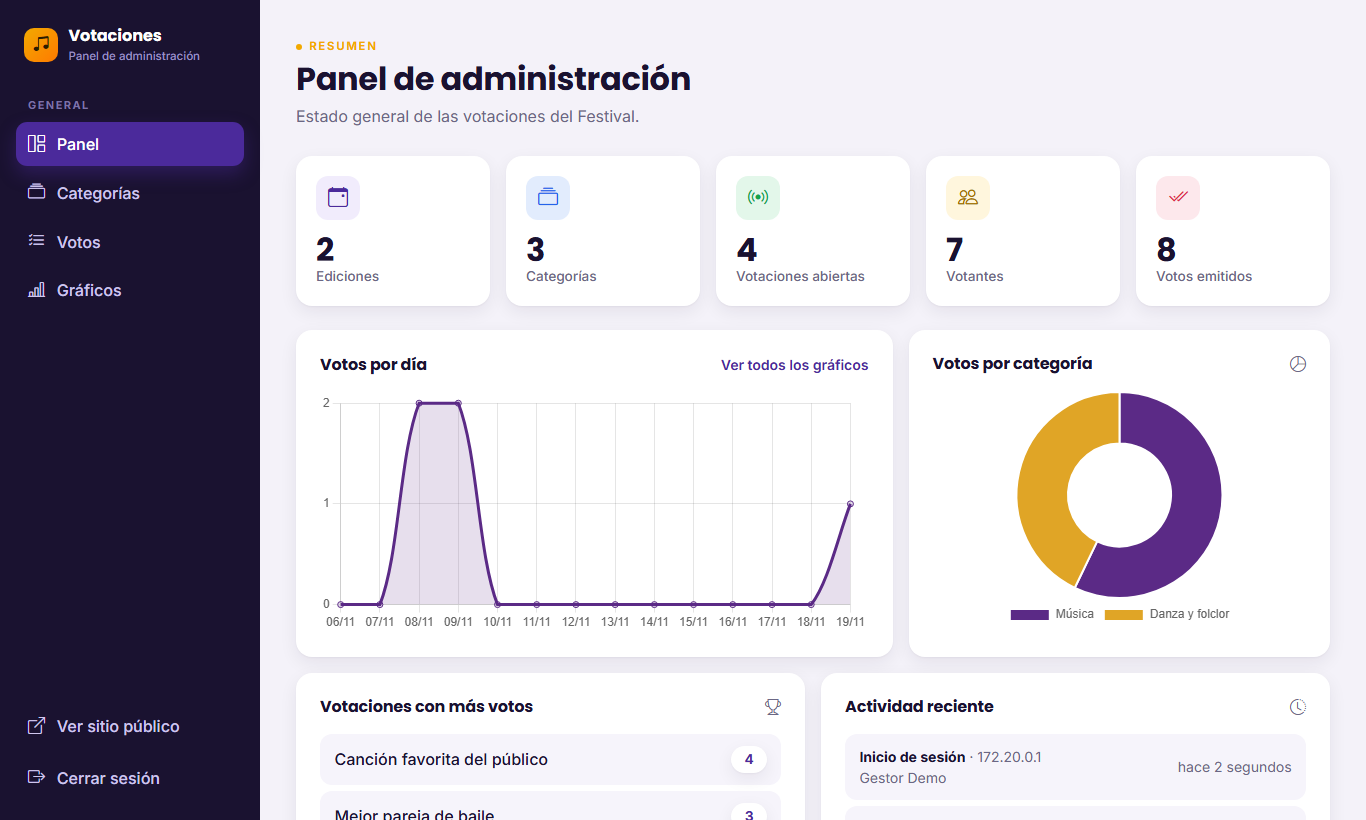 Votaciones
Panel de administración
GENERAL
Panel
Categorías
Votos
Gráficos
Ver sitio público
Cerrar sesión
RESUMEN
Panel de administración
Estado general de las votaciones del Festival.
2
Ediciones
3
Categorías
4
Votaciones abiertas
7
Votantes
8
Votos emitidos
Votos por día
Ver todos los gráficos
2
1
0
06/11 07/11 08/11 09/11 10/11 11/11 12/11 13/11 14/11 15/11 16/11 17/11 18/11 19/11
Votos por categoría
Música Danza y folclor
Votaciones con más votos
Canción favorita del público 4
Mejor pareja de baile 3
Actividad reciente
Inicio de sesión · 172.20.0.1
Gestor Demo
hace 2 segundos